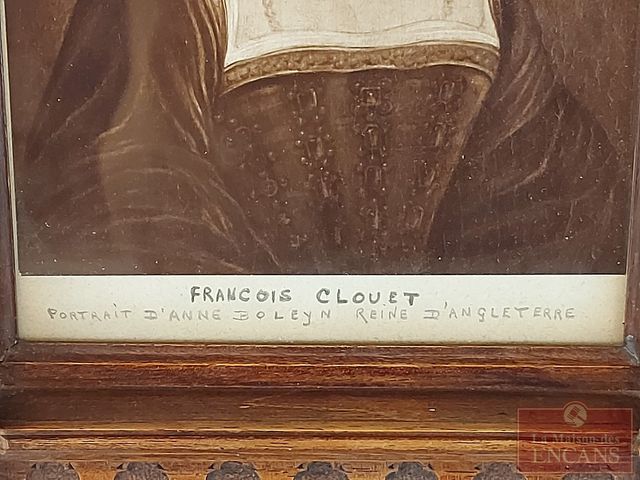 FRANCOIS CLOUET
PORTRAIT D'ANNE BOLEYN REINE D'ANGLETERRE
La Maison des
ENCANS